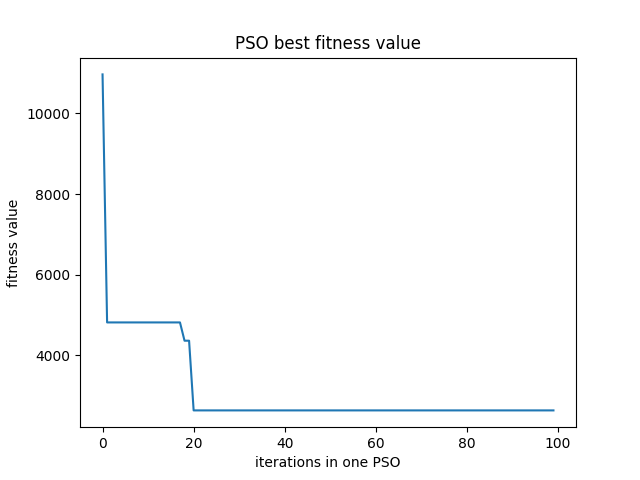 PSO best fitness value
fitness value
10000
8000
6000
4000
0 20 40 60 80 100
iterations in one PSO